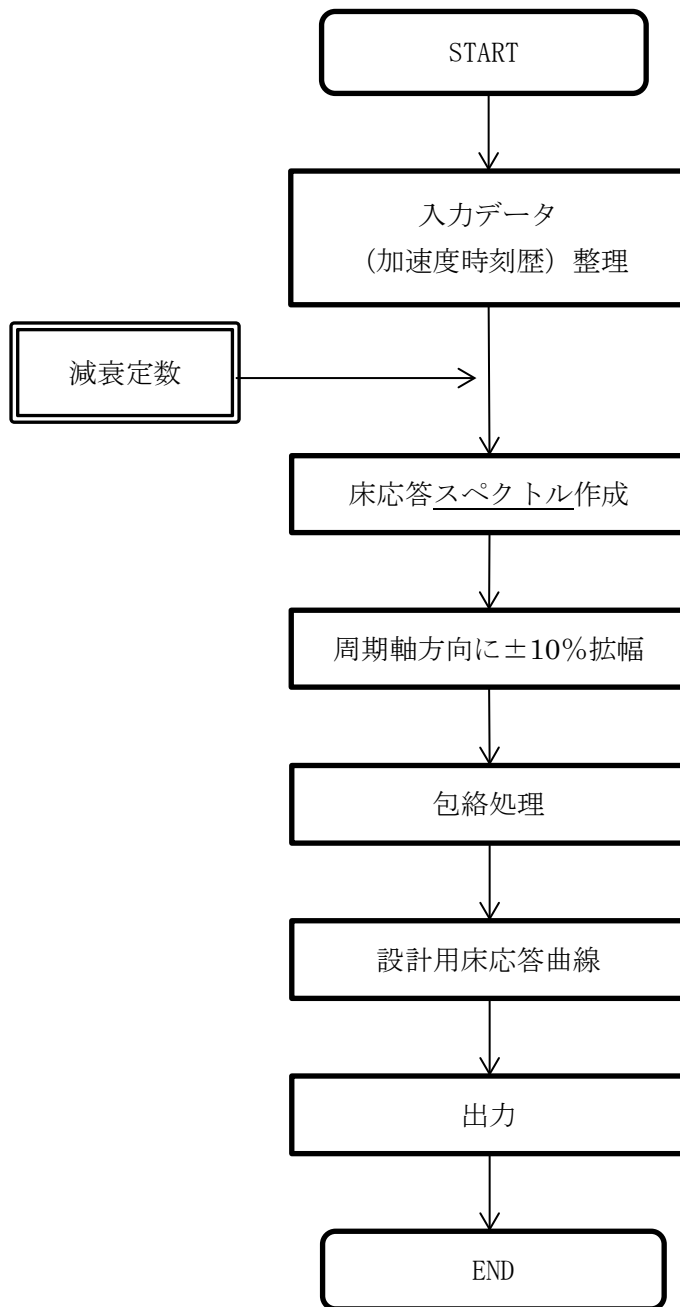 START
入力データ
（加速度時刻歴）整理
減衰定数
床応答スペクトル作成
周期軸方向に±10％拡幅
包絡処理
設計用床応答曲線
出力
END